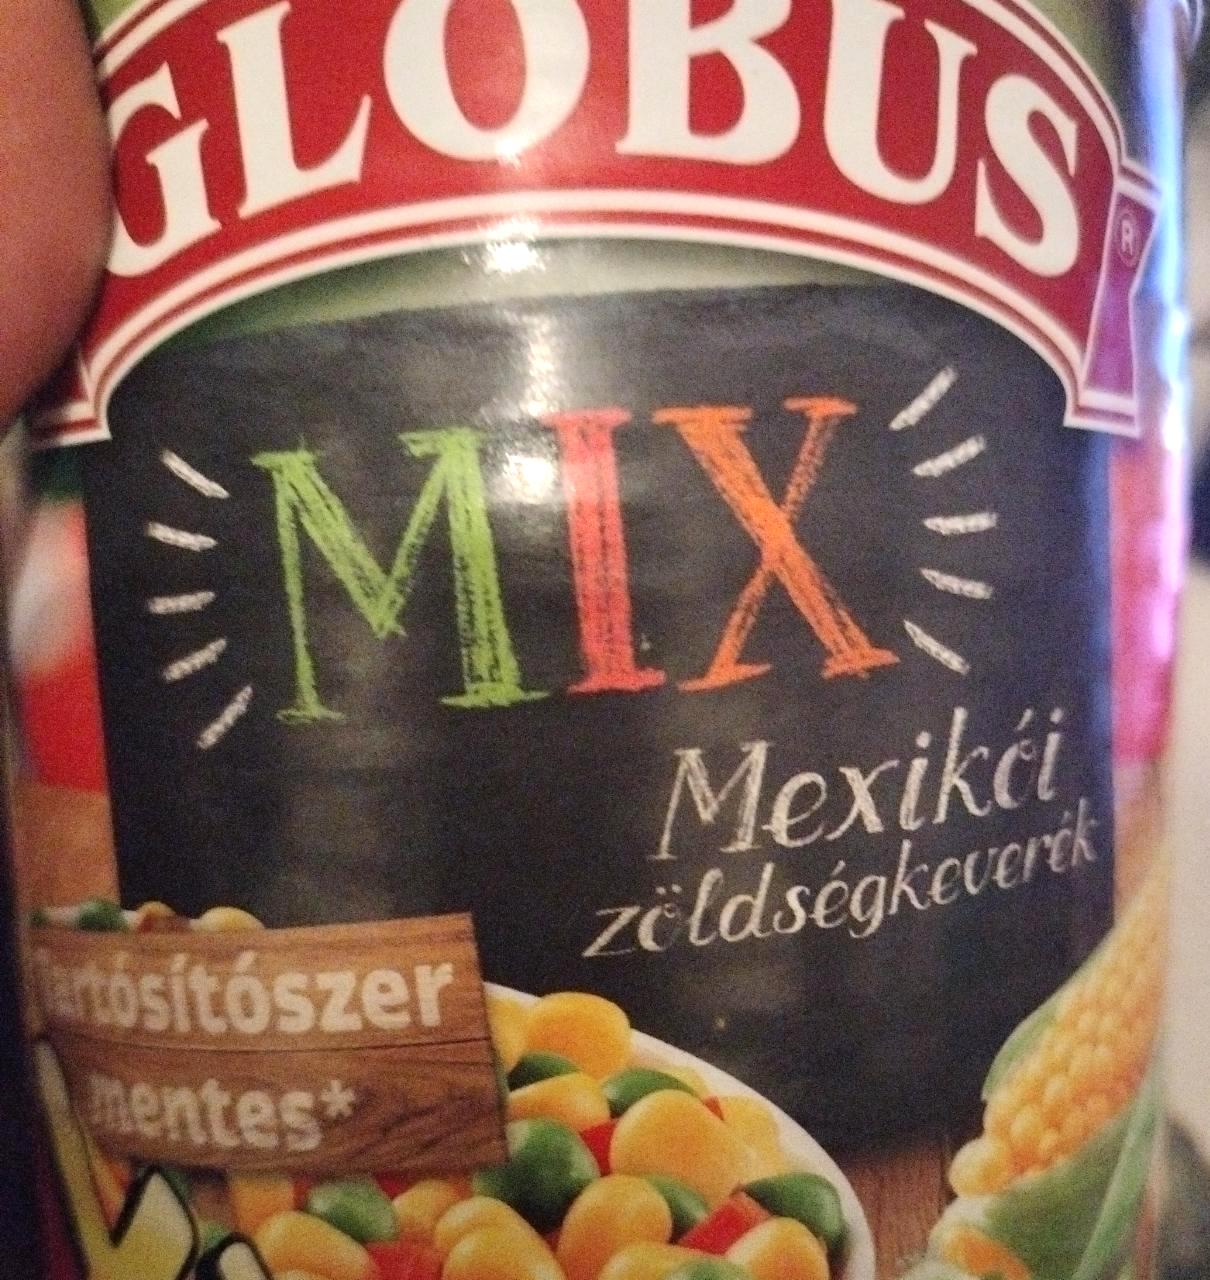 GLOBUS
®
MIX
Mexikói
zöldségkeverék
Tartósítószer
mentes*